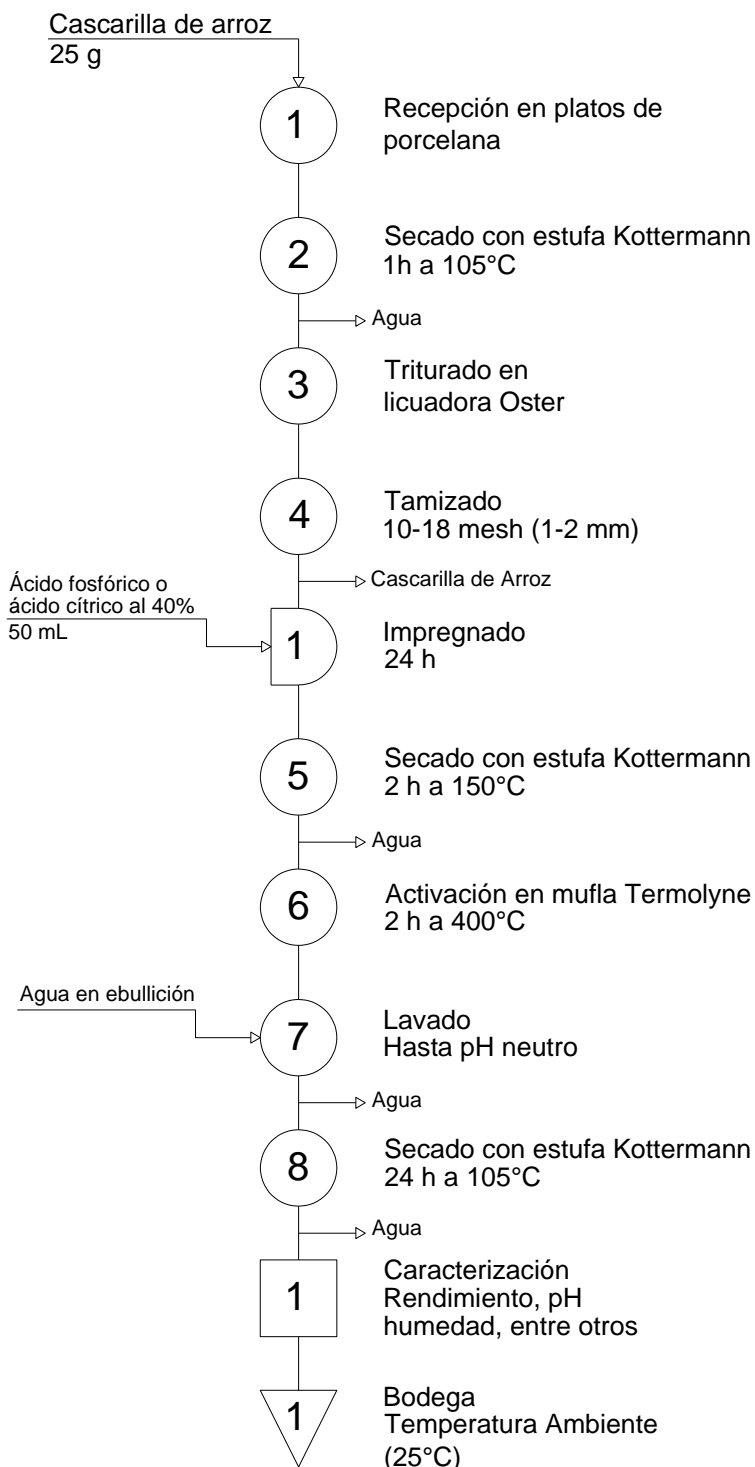 Cascarilla de arroz
25 g
1
Recepción en platos de
porcelana
2
Secado con estufa Kottermann
1h a 105°C
Agua
3
Triturado en
licuadora Oster
4
Tamizado
10-18 mesh (1-2 mm)
Cascarilla de Arroz
Ácido fosfórico o
ácido cítrico al 40%
50 mL
1
Impregnado
24 h
5
Secado con estufa Kottermann
2 h a 150°C
Agua
6
Activación en mufla Termolyne
2 h a 400°C
Agua en ebullición
7
Lavado
Hasta pH neutro
Agua
8
Secado con estufa Kottermann
24 h a 105°C
Agua
1
Caracterización
Rendimiento, pH
humedad, entre otros
1
Bodega
Temperatura Ambiente
(25°C)